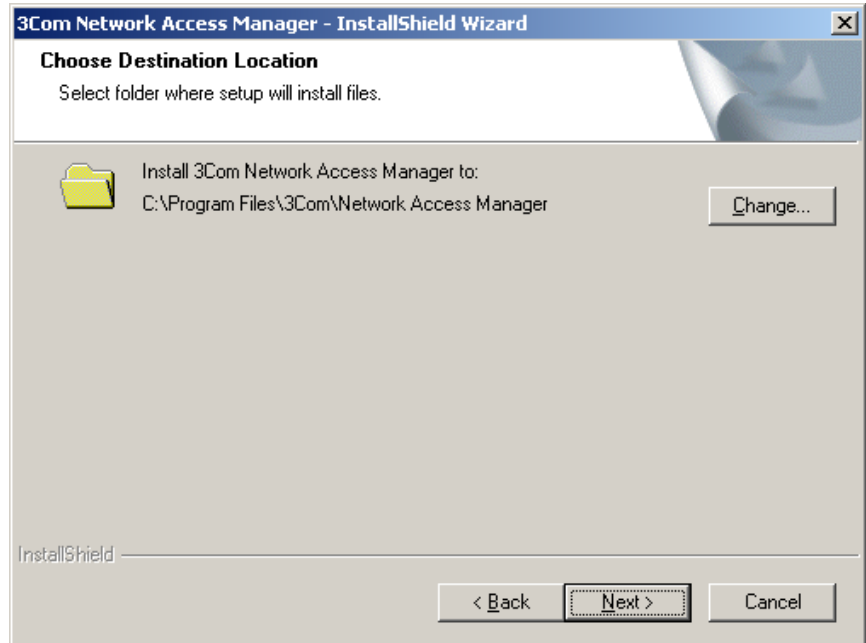 3Com Network Access Manager - InstallShield Wizard
Choose Destination Location
Select folder where setup will install files.
Install 3Com Network Access Manager to:
C:\Program Files\3Com\Network Access Manager
Change...
InstallShield
< Back
Next >
Cancel